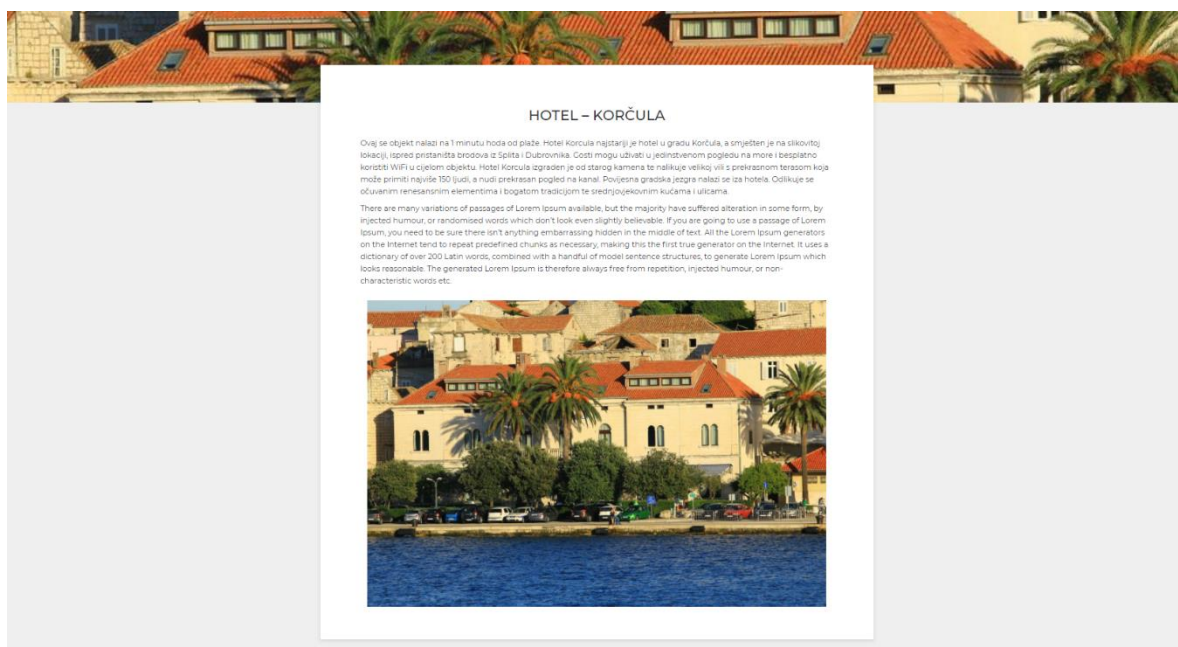 HOTEL – KORČULA
Ovaj se objekt nalazi na 1 minutu hoda od plaže. Hotel Korcula najstariji je hotel u gradu Korčula, a smješten je na slikovitoj
lokaciji, ispred pristaništa brodova iz Splita i Dubrovnika. Gosti mogu uživati u jedinstvenom pogledu na more i besplatno
koristiti WiFi u cijelom objektu. Hotel Korcula izgrađen je od starog kamena te nalikuje velikoj vili s prekrasnom terasom koja
može primiti najviše 150 ljudi, a nudi prekrasan pogled na kanal. Povijesna gradska jezgra nalazi se iza hotela. Odlikuje se
očuvanim renesansnim elementima i bogatom tradicijom te srednjovjekovnim kućama i ulicama.
There are many variations of passages of Lorem Ipsum available, but the majority have suffered alteration in some form, by
injected humour, or randomised words which don't look even slightly believable. If you are going to use a passage of Lorem
Ipsum, you need to be sure there isn't anything embarrassing hidden in the middle of text. All the Lorem Ipsum generators
on the Internet tend to repeat predefined chunks as necessary, making this the first true generator on the Internet. It uses a
dictionary of over 200 Latin words, combined with a handful of model sentence structures, to generate Lorem Ipsum which
looks reasonable. The generated Lorem Ipsum is therefore always free from repetition, injected humour, or non-
characteristic words etc.